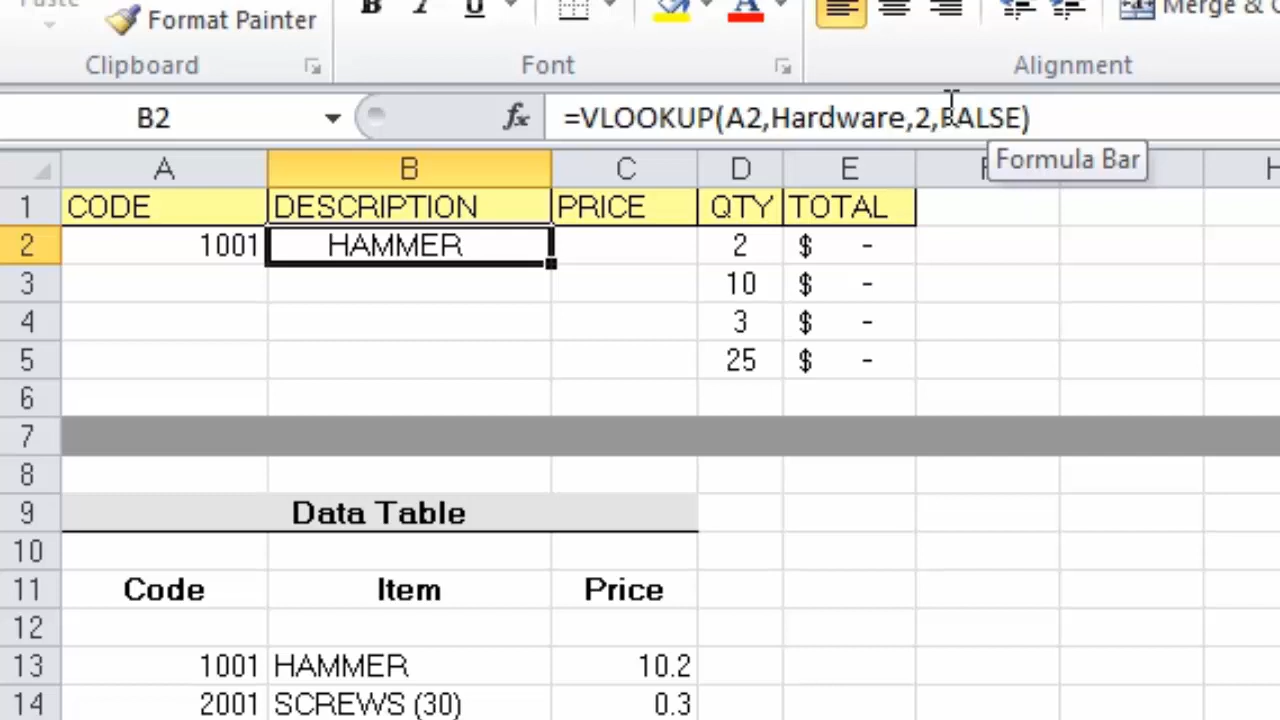 Format Painter
B I U A Merge &
Clipboard Font Alignment
B2 fx =VLOOKUP(A2,Hardware,2,FALSE)
Formula Bar
A B C D E H
1 CODE DESCRIPTION PRICE QTY TOTAL
2 1001 HAMMER 2 $ -
3 10 $ -
4 3 $ -
5 25 $ -
6
7
8
9 Data Table
10
11 Code Item Price
12
13 1001 HAMMER 10.2
14 2001 SCREWS (30) 0.3